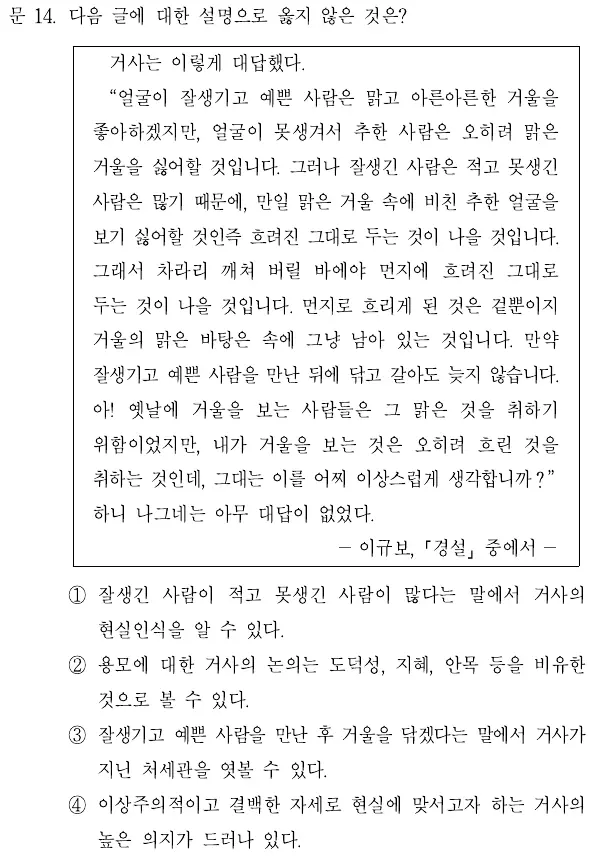 문 14. 다음 글에 대한 설명으로 옳지 않은 것은?
거사는 이렇게 대답했다.
“얼굴이 잘생기고 예쁜 사람은 맑고 아른아른한 거울을
좋아하겠지만, 얼굴이 못생겨서 추한 사람은 오히려 맑은
거울을 싫어할 것입니다. 그러나 잘생긴 사람은 적고 못생긴
사람은 많기 때문에, 만일 맑은 거울 속에 비친 추한 얼굴을
보기 싫어할 것인즉 흐려진 그대로 두는 것이 나을 것입니다.
그래서 차라리 깨쳐 버릴 바에야 먼지에 흐려진 그대로
두는 것이 나을 것입니다. 먼지로 흐리게 된 것은 겉뿐이지
거울의 맑은 바탕은 속에 그냥 남아 있는 것입니다. 만약
잘생기고 예쁜 사람을 만난 뒤에 닦고 갈아도 늦지 않습니다.
아! 옛날에 거울을 보는 사람들은 그 맑은 것을 취하기
위함이었지만, 내가 거울을 보는 것은 오히려 흐린 것을
취하는 것인데, 그대는 이를 어찌 이상스럽게 생각합니까?”
하니 나그네는 아무 대답이 없었다.
－ 이규보, ｢경설｣ 중에서 －
① 잘생긴 사람이 적고 못생긴 사람이 많다는 말에서 거사의
현실인식을 알 수 있다.
② 용모에 대한 거사의 논의는 도덕성, 지혜, 안목 등을 비유한
것으로 볼 수 있다.
③ 잘생기고 예쁜 사람을 만난 후 거울을 닦겠다는 말에서 거사가
지닌 처세관을 엿볼 수 있다.
④ 이상주의적이고 결백한 자세로 현실에 맞서고자 하는 거사의
높은 의지가 드러나 있다.